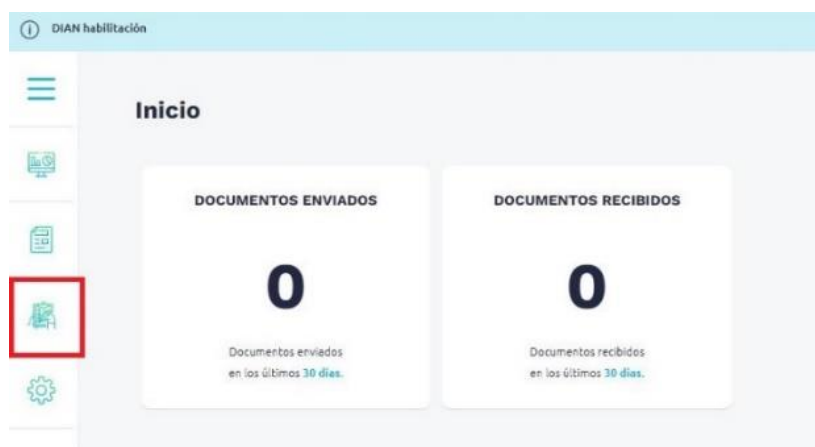 DIAN habilitación
Inicio
DOCUMENTOS ENVIADOS
0
Documentos enviados
en los últimos 30 días.
DOCUMENTOS RECIBIDOS
0
Documentos recibidos
en los últimos 30 días.